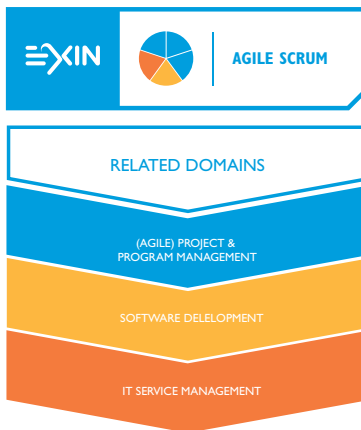 EXIN
AGILE SCRUM
RELATED DOMAINS
(AGILE) PROJECT &
PROGRAM MANAGEMENT
SOFTWARE DELELOPMENT
IT SERVICE MANAGEMENT